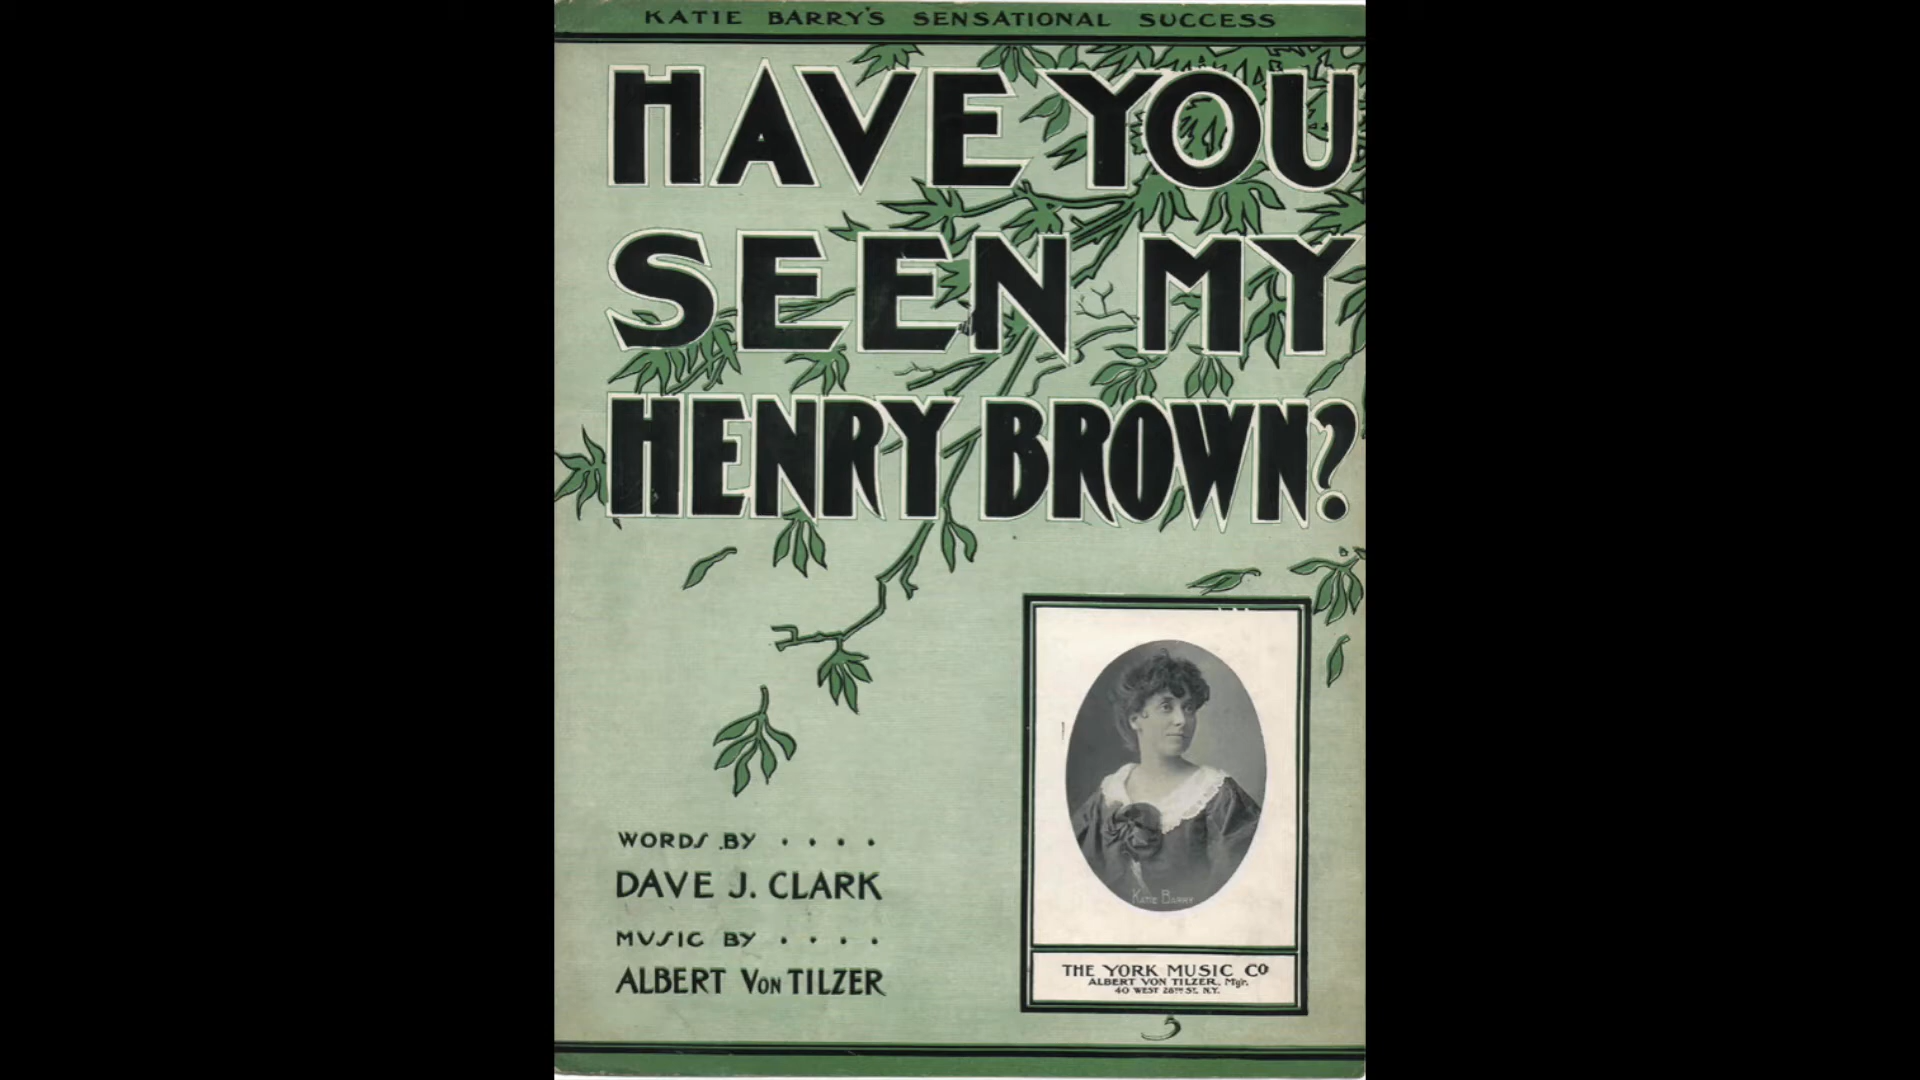 KATIE BARRY'S SENSATIONAL SUCCESS
HAVE YOU
SEEN MY
HENRY BROWN?
WORDS BY ....
DAVE J. CLARK
MUSIC BY ....
ALBERT VON TILZER
KATIE BARRY
THE YORK MUSIC CO
ALBERT VON TILZER, Mgr.
40 WEST 28TH ST. N.Y.
5